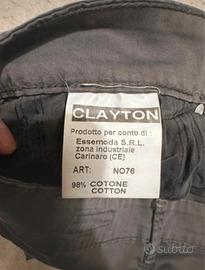 CLAYTON
Prodotto per conto di :
Essemoda S.R.L.
zona industriale
Carinaro (CE)
ART: NO76
98% COTONE
COTTON
subito